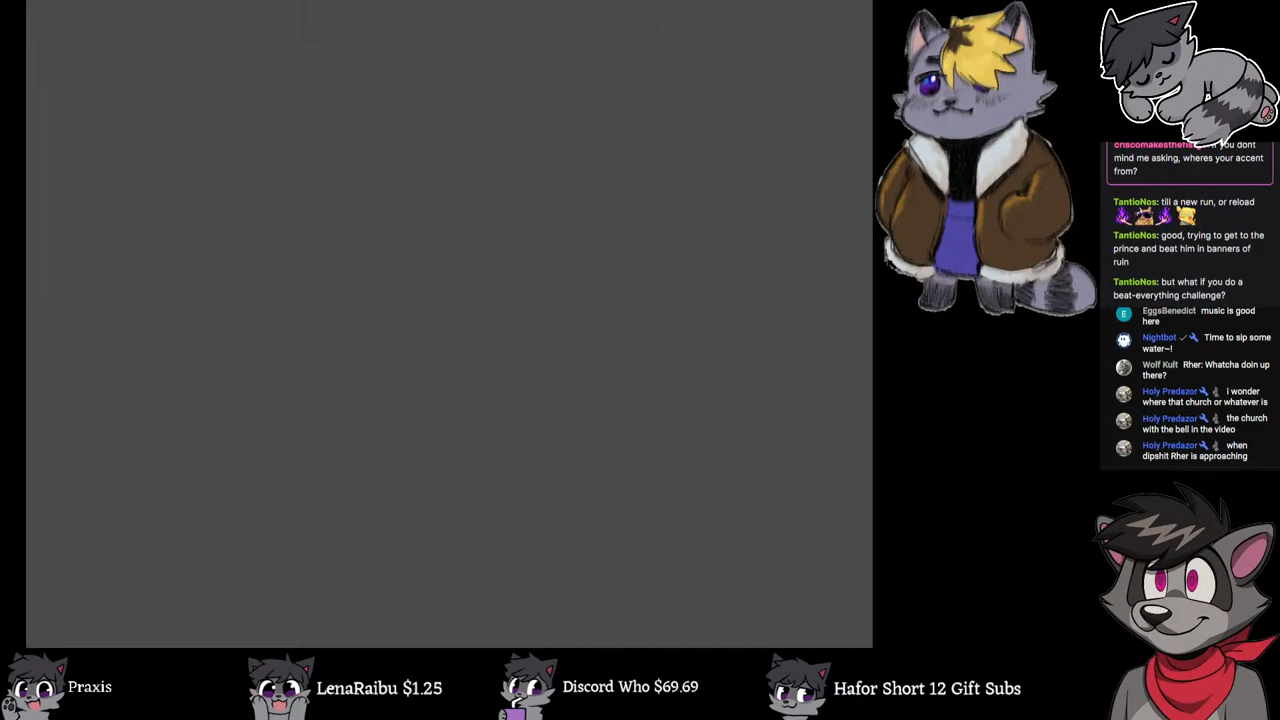 criscomakesthefis
you dont
mind me asking, wheres your accent
from?
TantioNos: till a new run, or reload
TantioNos: good, trying to get to the
prince and beat him in banners of
ruin
TantioNos: but what if you do a
beat-everything challenge?
E EggsBenedict music is good
here
Nightbot Time to sip some
water~!
Wolf Kult Rher: Whatcha doin up
there?
Holy Predazor i wonder
where that church or whatever is
Holy Predazor the church
with the bell in the video
Holy Predazor when
dipshit Rher is approaching
Praxis
LenaRaibu $1.25
Discord Who $69.69
Hafor Short 12 Gift Subs